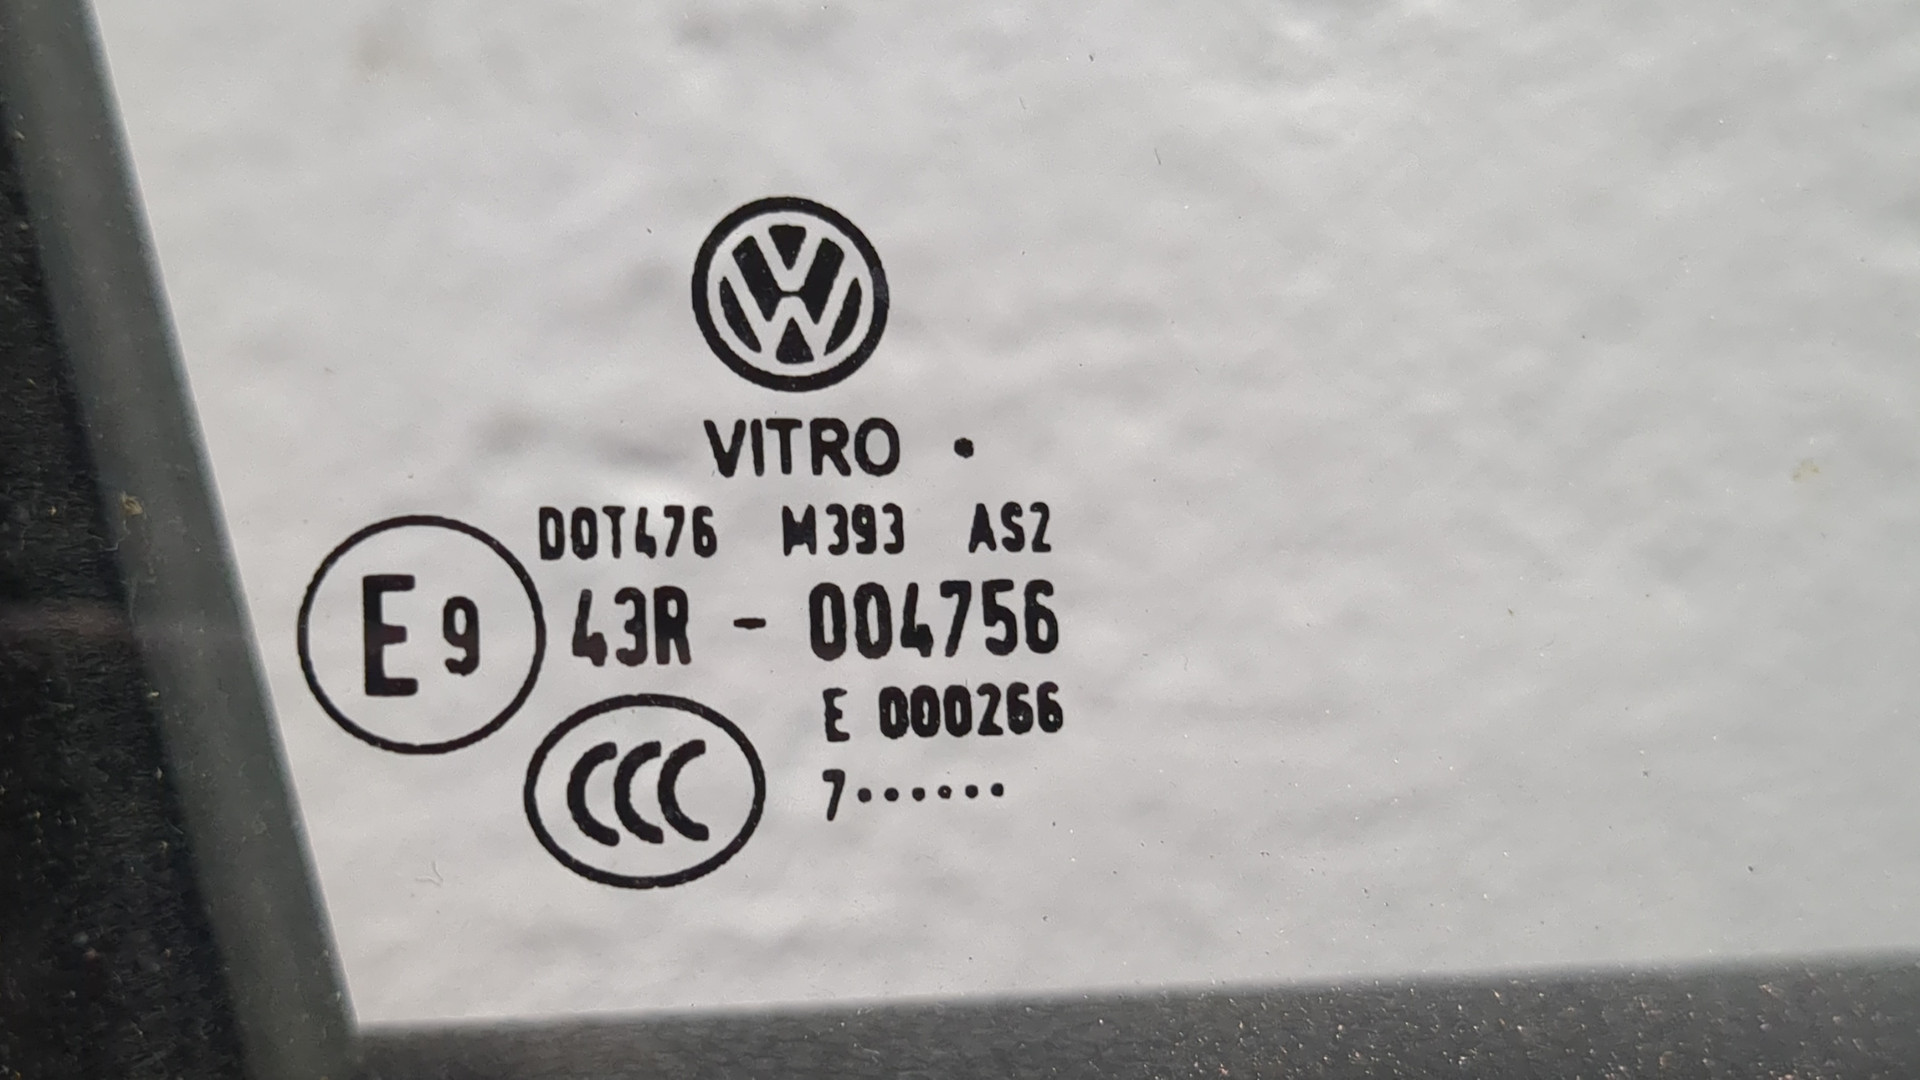 VITRO •
DOT476 M393 AS2
E9 43R - 004756
E 000266
CCC
7••••••